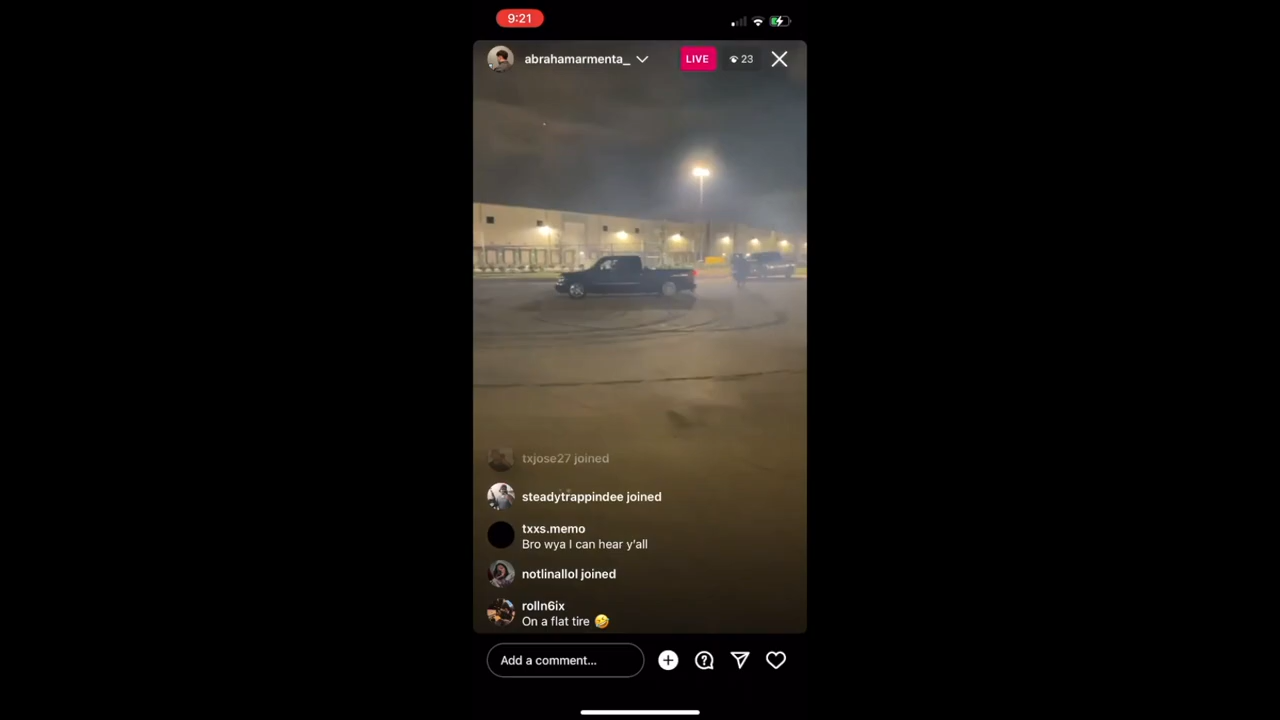 9:21
abrahamarmenta_
LIVE
23
txjose27 joined
steadytrappindee joined
txxs.memo
Bro wya I can hear y'all
notlinallol joined
rolln6ix
On a flat tire 🤣
Add a comment...